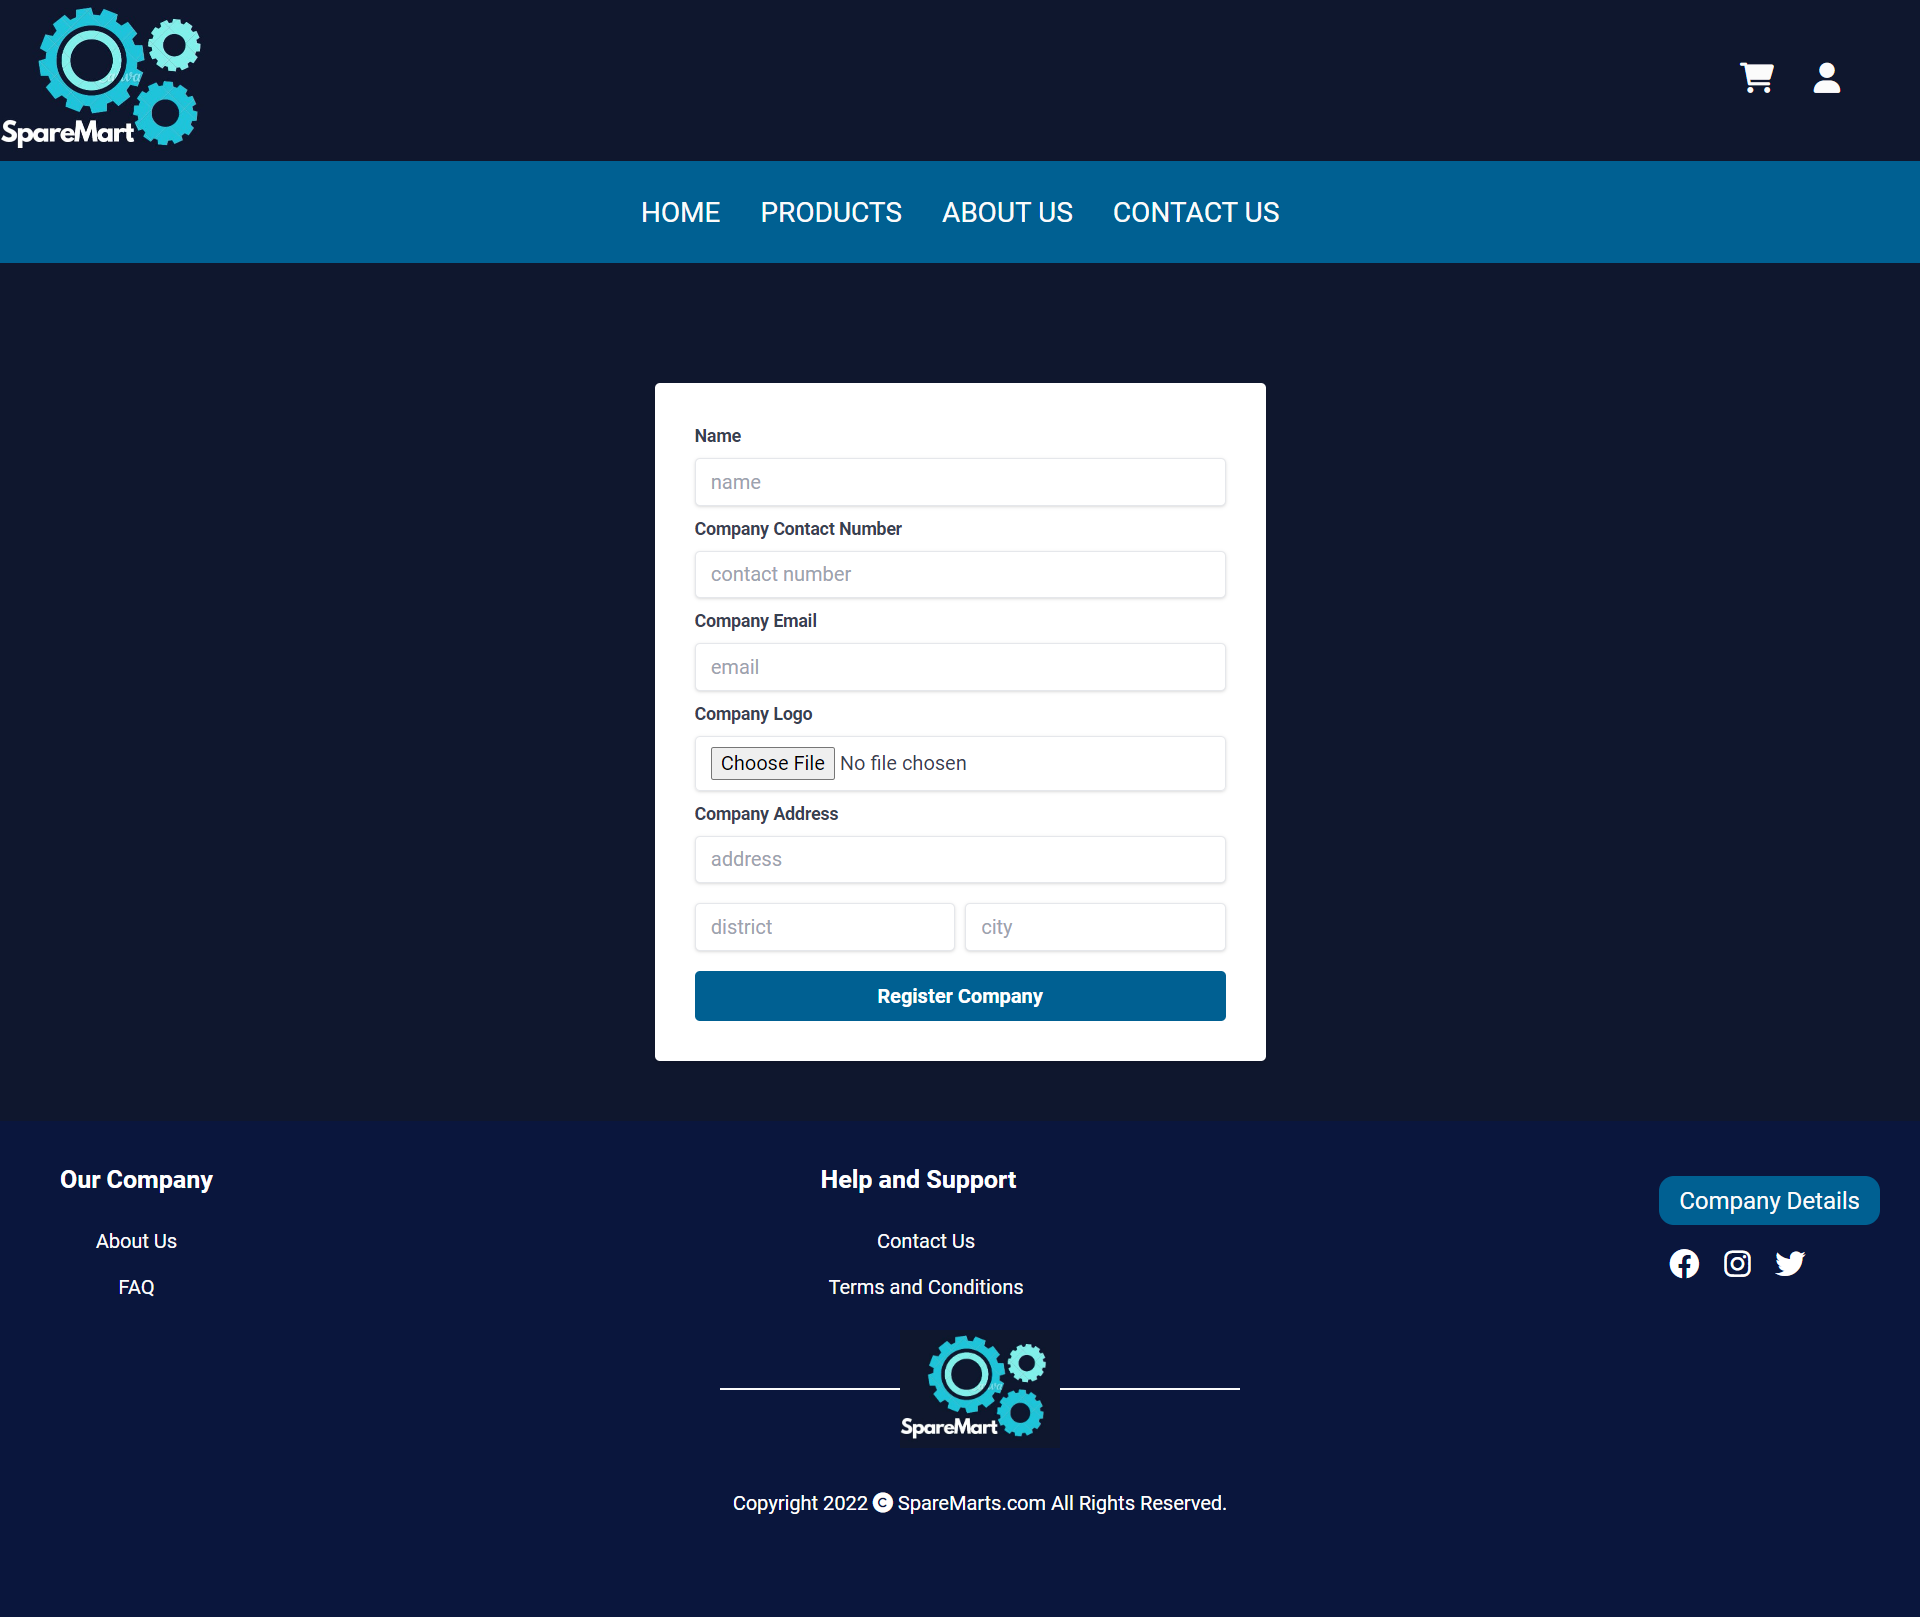 SpareMart
HOME PRODUCTS ABOUT US CONTACT US
Name
name
Company Contact Number
contact number
Company Email
email
Company Logo
Choose File No file chosen
Company Address
address
district city
Register Company
Our Company
About Us
FAQ
Help and Support
Contact Us
Terms and Conditions
Company Details
SpareMart
Copyright 2022 © SpareMarts.com All Rights Reserved.